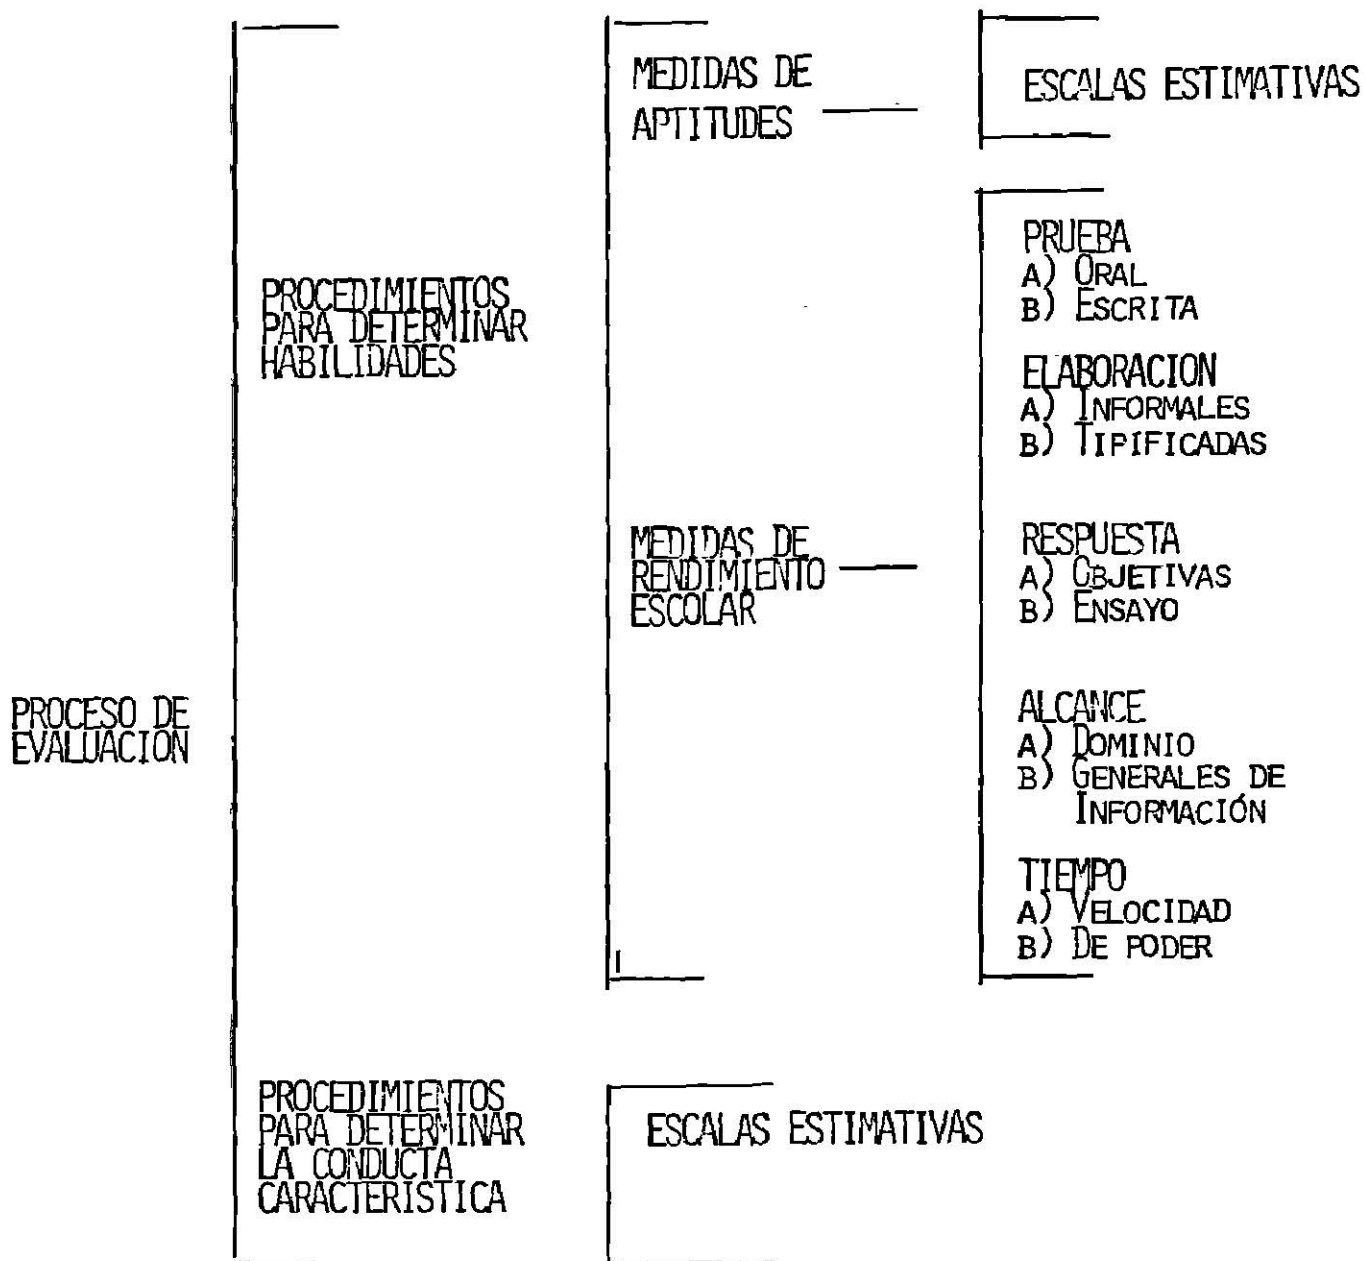 MEDIDAS DE
APTITUDES
ESCALAS ESTIMATIVAS
PROCEDIMIENTOS
PARA DETERMINAR
HABILIDADES
PRUEBA
A) ORAL
B) ESCRITA
ELABORACION
A) INFORMALES
B) TIPIFICADAS
MEDIDAS DE
RENDIMIENTO
ESCOLAR
RESPUESTA
A) OBJETIVAS
B) ENSAYO
PROCESO DE
EVALUACION
ALCANCE
A) DOMINIO
B) GENERALES DE
INFORMACIÓN
TIEMPO
A) VELOCIDAD
B) DE PODER
PROCEDIMIENTOS
PARA DETERMINAR
LA CONDUCTA
CARACTERISTICA
ESCALAS ESTIMATIVAS